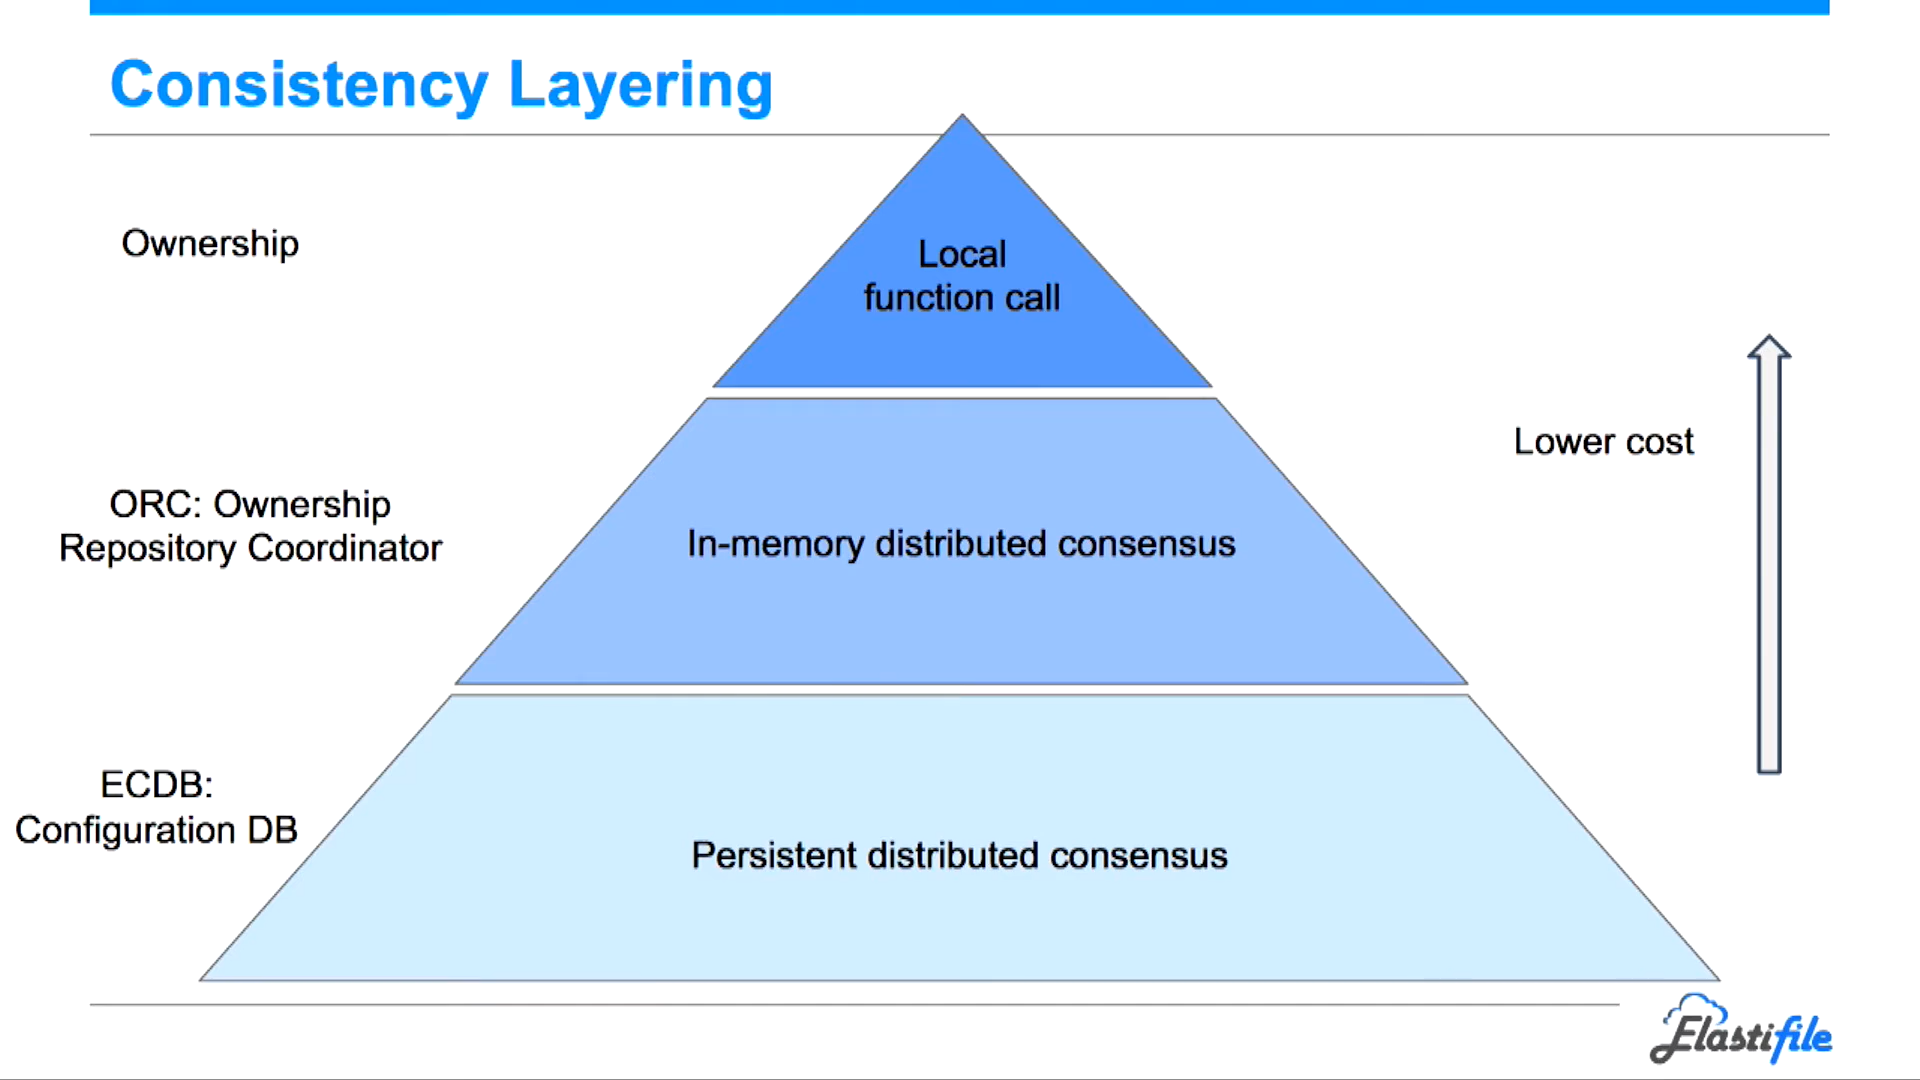 Consistency Layering
Ownership
Local
function call
Lower cost
ORC: Ownership
Repository Coordinator
In-memory distributed consensus
ECDB:
Configuration DB
Persistent distributed consensus
Elastifile